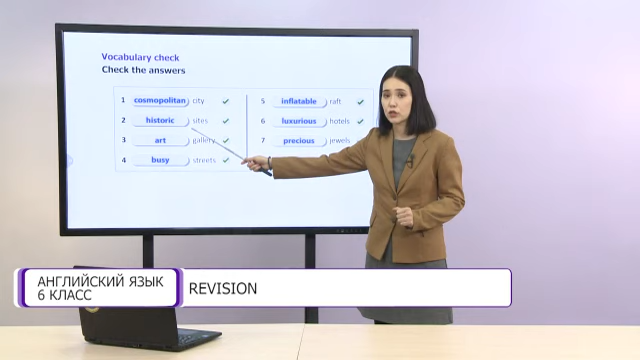 Vocabulary check
Check the answers
1 cosmopolitan city
2 historic sites
3 art gallery
4 busy streets
5 inflatable raft
6 luxurious hotels
7 precious jewels
АНГЛИЙСКИЙ ЯЗЫК
6 КЛАСС
REVISION